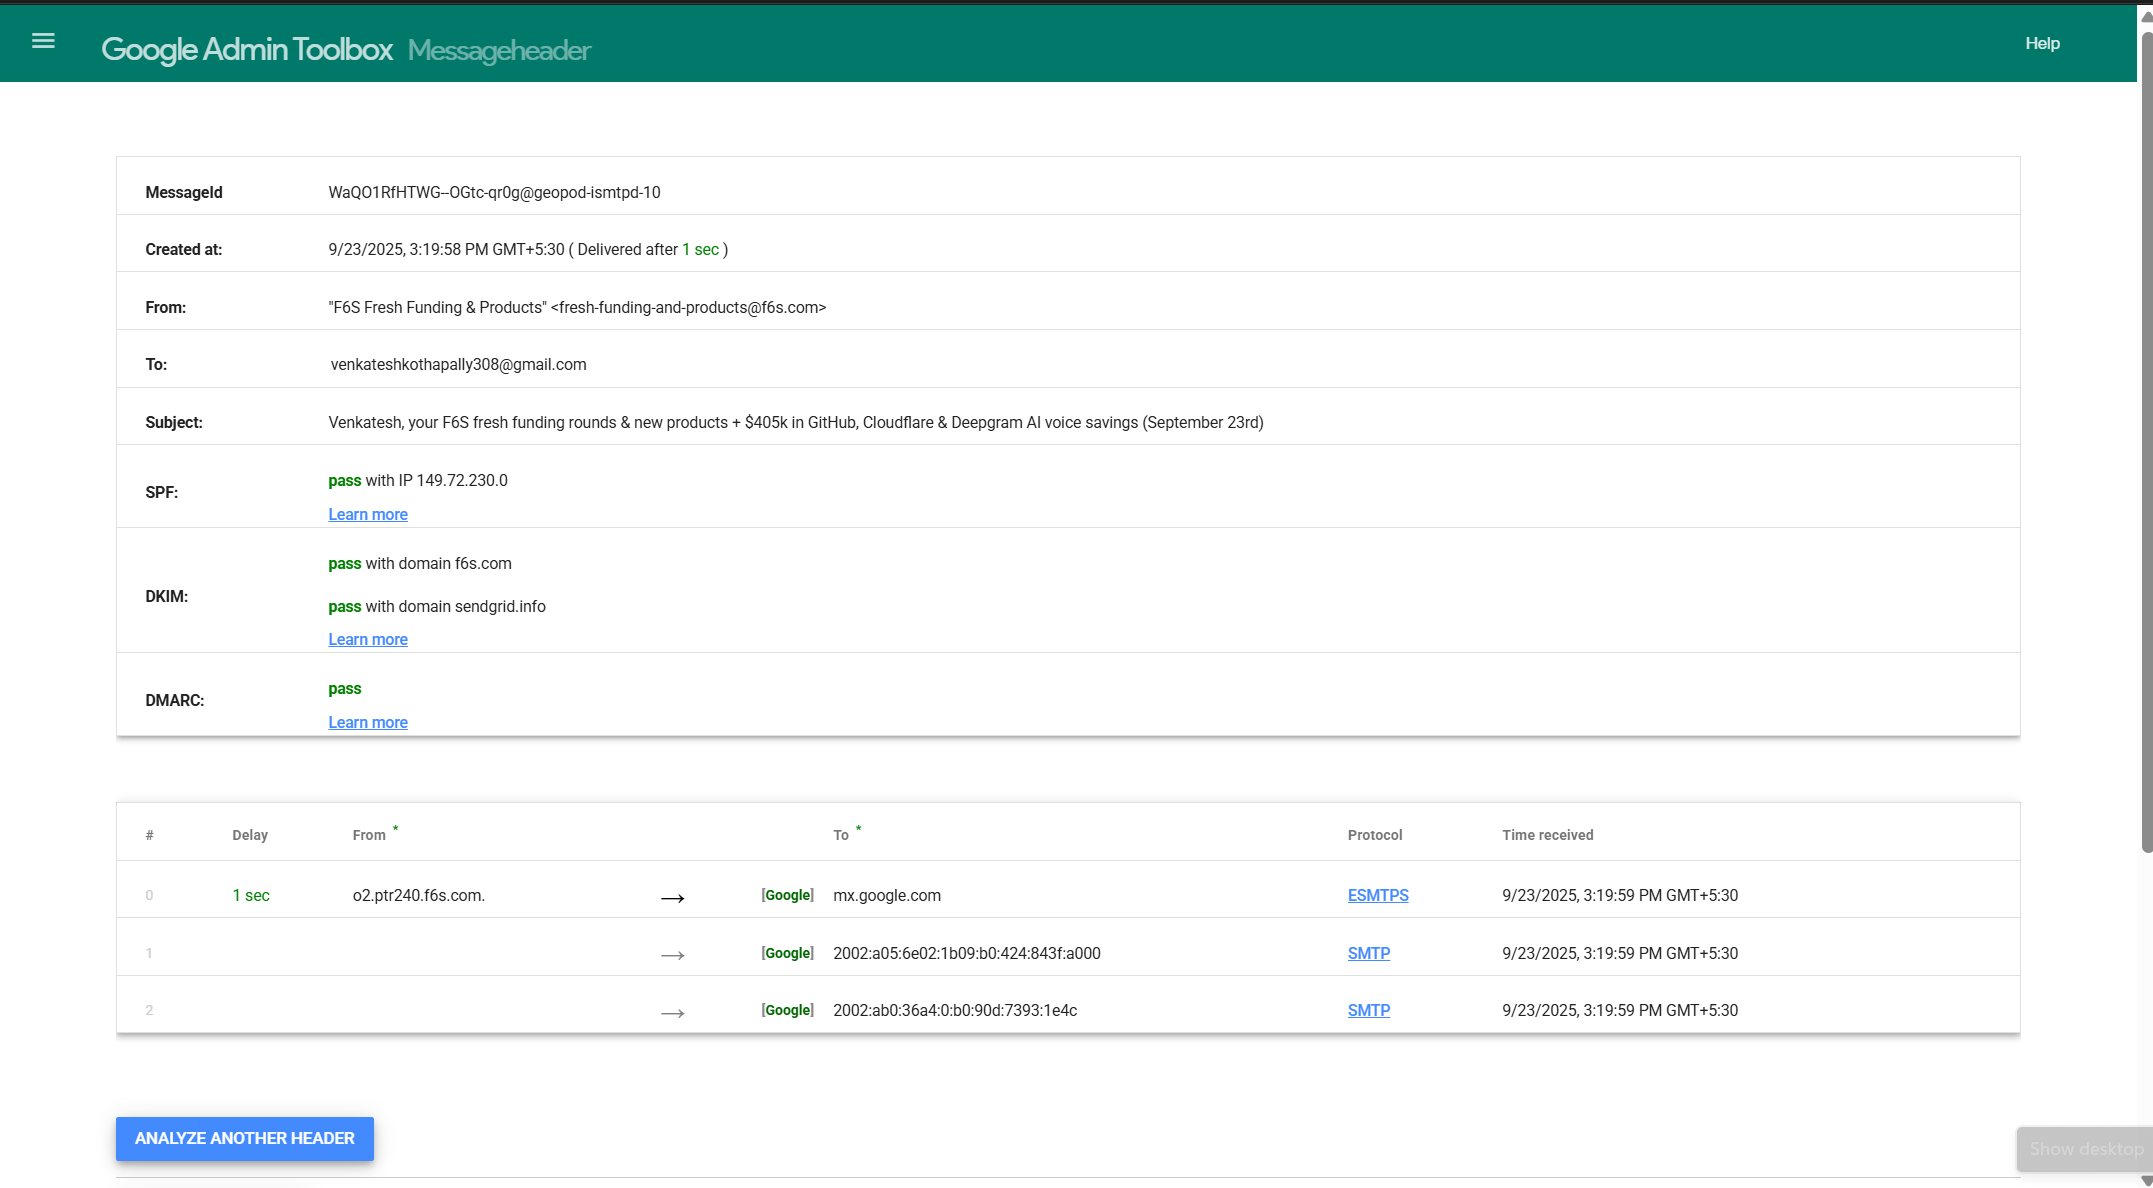 Google Admin Toolbox Messageheader Help
MessageId WaQO1RfHTWG--OGtc-qr0g@geopod-ismtpd-10
Created at: 9/23/2025, 3:19:58 PM GMT+5:30 ( Delivered after 1 sec )
From: "F6S Fresh Funding & Products" <fresh-funding-and-products@f6s.com>
To: venkateshkothapally308@gmail.com
Subject: Venkatesh, your F6S fresh funding rounds & new products + $405k in GitHub, Cloudflare & Deepgram AI voice savings (September 23rd)
SPF: pass with IP 149.72.230.0
Learn more
DKIM: pass with domain f6s.com
pass with domain sendgrid.info
Learn more
DMARC: pass
Learn more
# Delay From * To * Protocol Time received
0 1 sec o2.ptr240.f6s.com. → [Google] mx.google.com ESMTPS 9/23/2025, 3:19:59 PM GMT+5:30
1 → [Google] 2002:a05:6e02:1b09:b0:424:843f:a000 SMTP 9/23/2025, 3:19:59 PM GMT+5:30
2 → [Google] 2002:ab0:36a4:0:b0:90d:7393:1e4c SMTP 9/23/2025, 3:19:59 PM GMT+5:30
ANALYZE ANOTHER HEADER
Show desktop